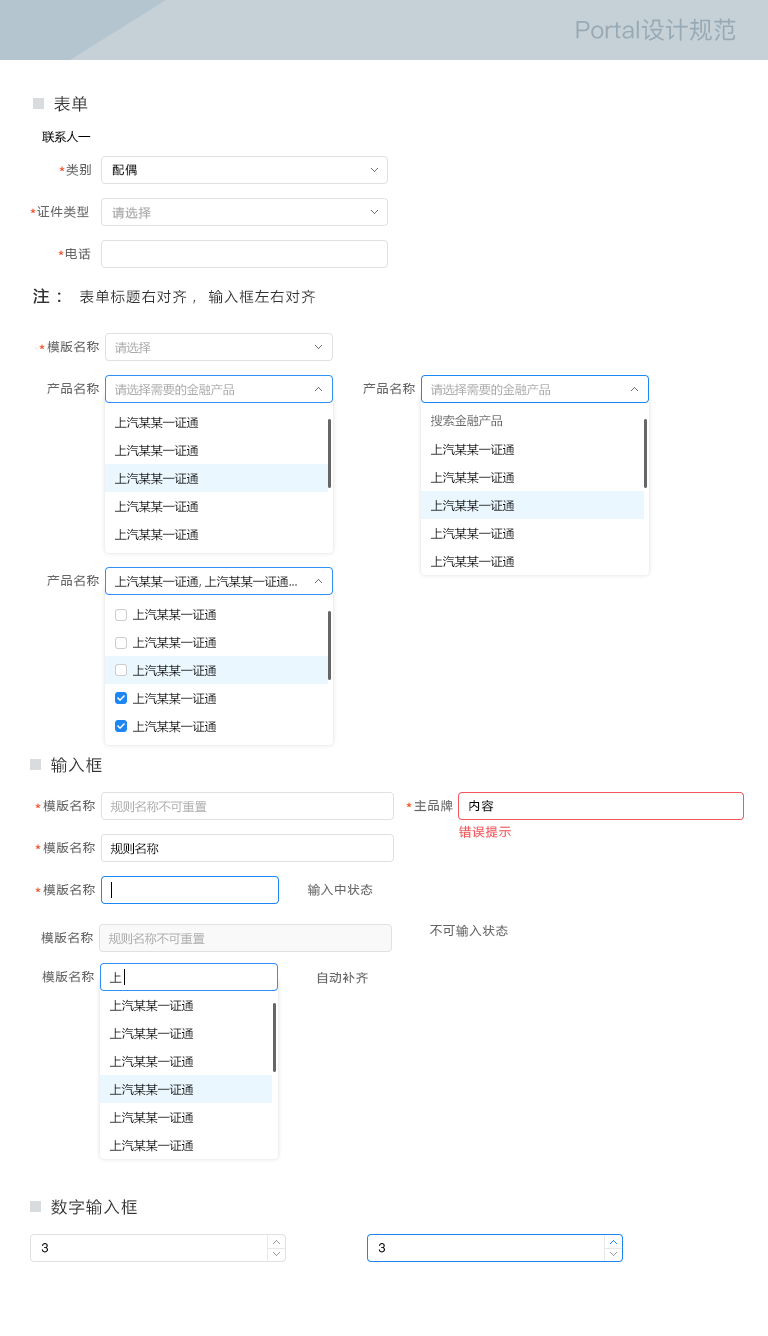 Portal设计规范
表单
联系人一
*类别 配偶
*证件类型 请选择
*电话
注： 表单标题右对齐， 输入框左右对齐
*模版名称 请选择
产品名称 请选择需要的金融产品
上汽某某一证通
上汽某某一证通
上汽某某一证通
上汽某某一证通
上汽某某一证通
产品名称 请选择需要的金融产品
搜索金融产品
上汽某某一证通
上汽某某一证通
上汽某某一证通
上汽某某一证通
上汽某某一证通
产品名称 上汽某某一证通, 上汽某某一证通...
上汽某某一证通
上汽某某一证通
上汽某某一证通
上汽某某一证通
上汽某某一证通
输入框
*模版名称 规则名称不可重置
*主品牌 内容
错误提示
*模版名称 规则名称
*模版名称 输入中状态
模版名称 规则名称不可重置 不可输入状态
模版名称 上 自动补齐
上汽某某一证通
上汽某某一证通
上汽某某一证通
上汽某某一证通
上汽某某一证通
上汽某某一证通
数字输入框
3 3